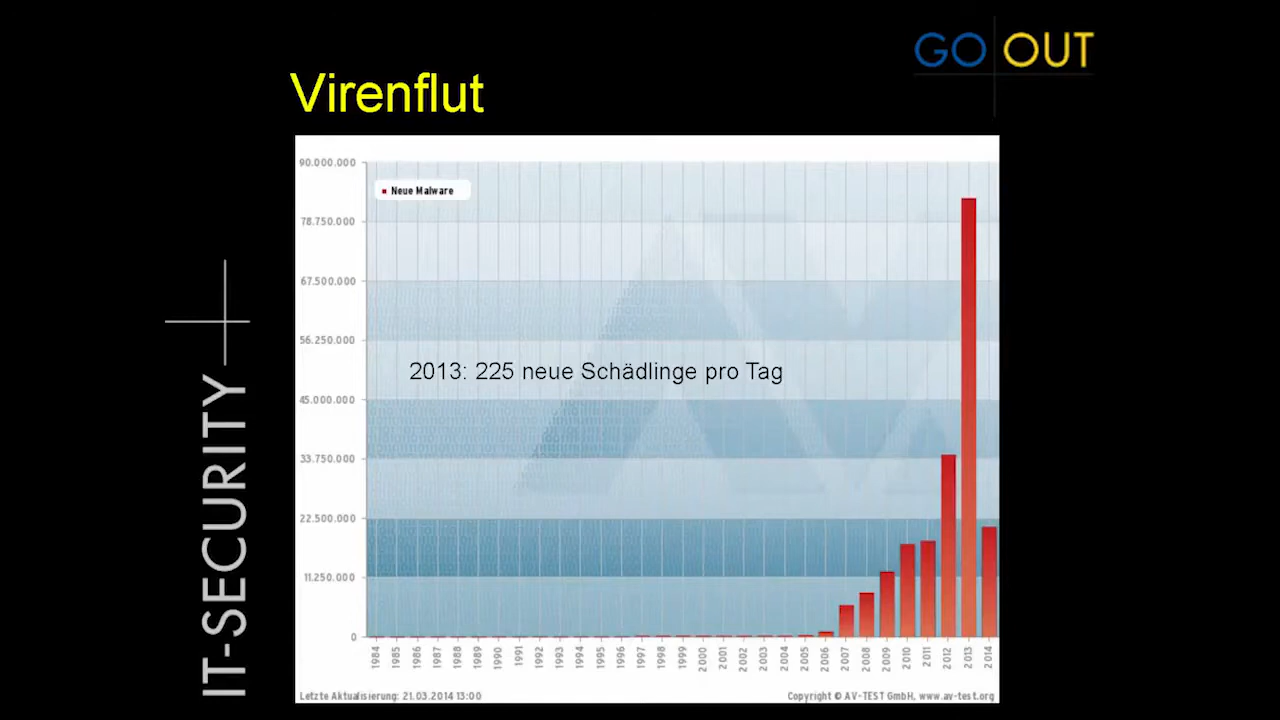 GO OUT
Virenflut
90.000.000
Neue Malware
78.750.000
67.500.000
56.250.000
2013: 225 neue Schädlinge pro Tag
45.000.000
33.750.000
22.500.000
11.250.000
0
1984 1985 1986 1987 1988 1989 1990 1991 1992 1993 1994 1995 1996 1997 1998 1999 2000 2001 2002 2003 2004 2005 2006 2007 2008 2009 2010 2011 2012 2013 2014
Letzte Aktualisierung: 21.03.2014 13:00 Copyright © AV-TEST GmbH, www.av-test.org
IT-SECURITY